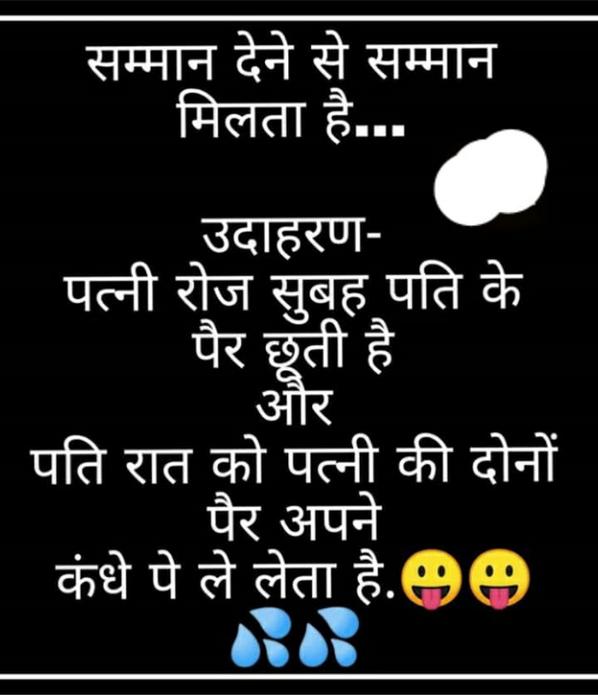 सम्मान देने से सम्मान
मिलता है...
उदाहरण-
पत्नी रोज सुबह पति के
पैर छूती है
और
पति रात को पत्नी की दोनों
पैर अपने
कंधे पे ले लेता है.😛😛
💦💦